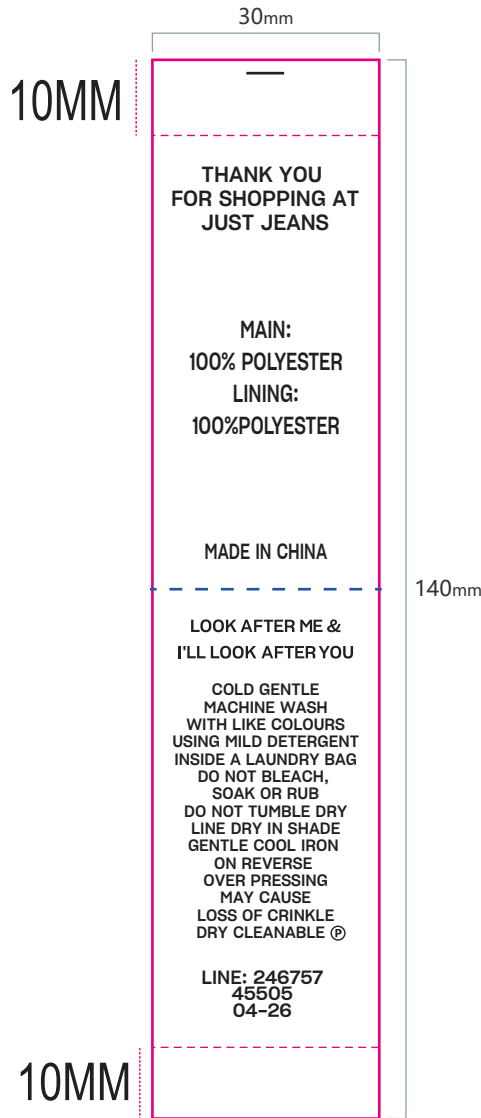 30mm
10MM
THANK YOU
FOR SHOPPING AT
JUST JEANS
MAIN:
100% POLYESTER
LINING:
100%POLYESTER
MADE IN CHINA
140mm
LOOK AFTER ME &
I'LL LOOK AFTER YOU
COLD GENTLE
MACHINE WASH
WITH LIKE COLOURS
USING MILD DETERGENT
INSIDE A LAUNDRY BAG
DO NOT BLEACH,
SOAK OR RUB
DO NOT TUMBLE DRY
LINE DRY IN SHADE
GENTLE COOL IRON
ON REVERSE
OVER PRESSING
MAY CAUSE
LOSS OF CRINKLE
DRY CLEANABLE Ⓟ
LINE: 246757
45505
04-26
10MM